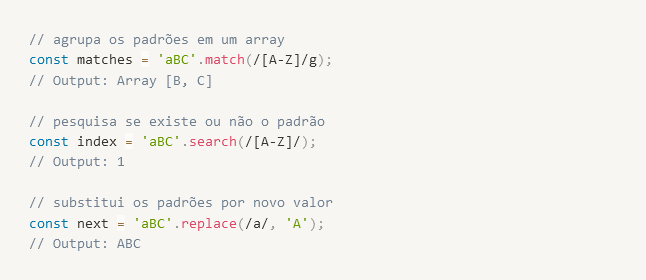 // agrupa os padrões em um array
const matches = 'aBC'.match(/[A-Z]/g);
// Output: Array [B, C]
// pesquisa se existe ou não o padrão
const index = 'aBC'.search(/[A-Z]/);
// Output: 1
// substitui os padrões por novo valor
const next = 'aBC'.replace(/a/, 'A');
// Output: ABC